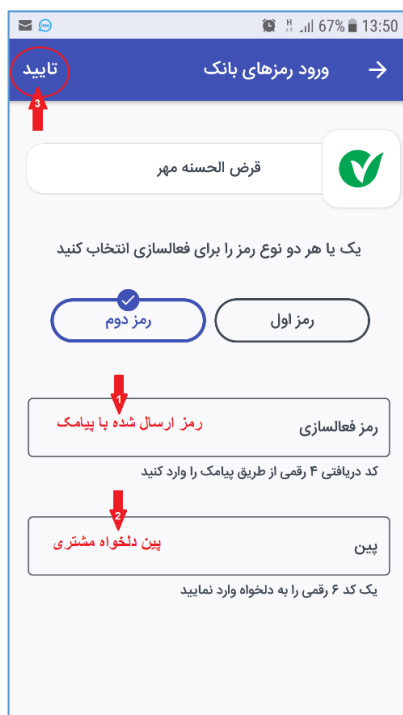 67% 13:50
ورود رمزهای بانک
تایید
3
قرض الحسنه مهر
یک یا هر دو نوع رمز را برای فعالسازی انتخاب کنید
رمز اول
رمز دوم
1
رمز فعالسازی
رمز ارسال شده با پیامک
کد دریافتی ۴ رقمی از طریق پیامک را وارد کنید
2
پین
پین دلخواه مشتری
یک کد ۶ رقمی را به دلخواه وارد نمایید